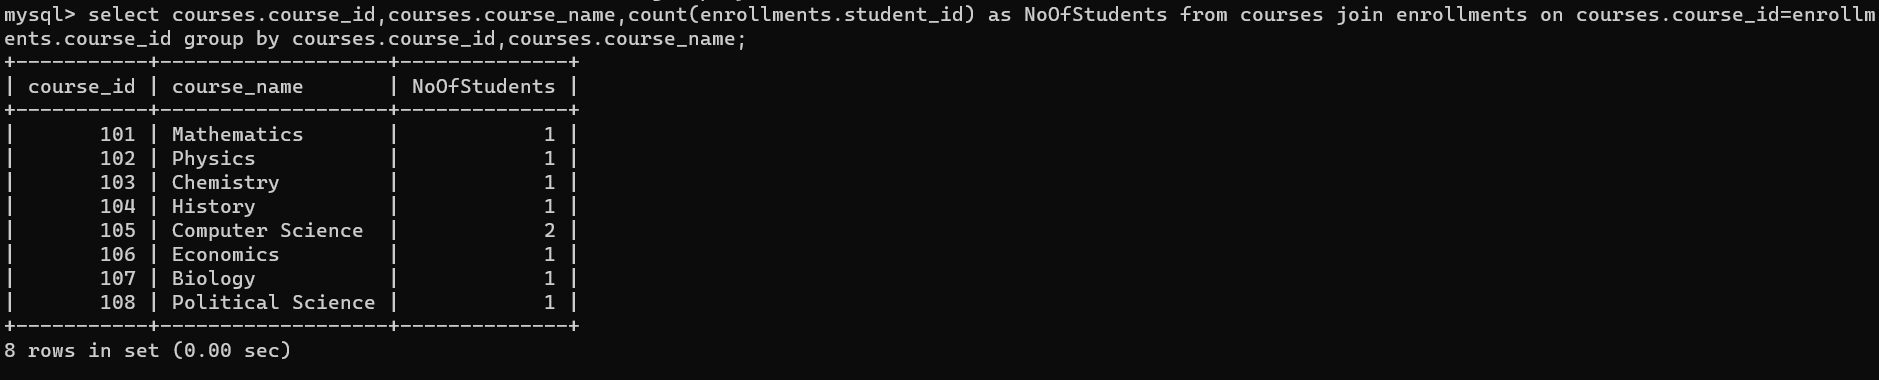 mysql> select courses.course_id,courses.course_name,count(enrollments.student_id) as NoOfStudents from courses join enrollments on courses.course_id=enrollm
ents.course_id group by courses.course_id,courses.course_name;
+-----------+-------------------+--------------+
| course_id | course_name       | NoOfStudents |
+-----------+-------------------+--------------+
|       101 | Mathematics       |            1 |
|       102 | Physics           |            1 |
|       103 | Chemistry         |            1 |
|       104 | History           |            1 |
|       105 | Computer Science  |            2 |
|       106 | Economics         |            1 |
|       107 | Biology           |            1 |
|       108 | Political Science |            1 |
+-----------+-------------------+--------------+
8 rows in set (0.00 sec)